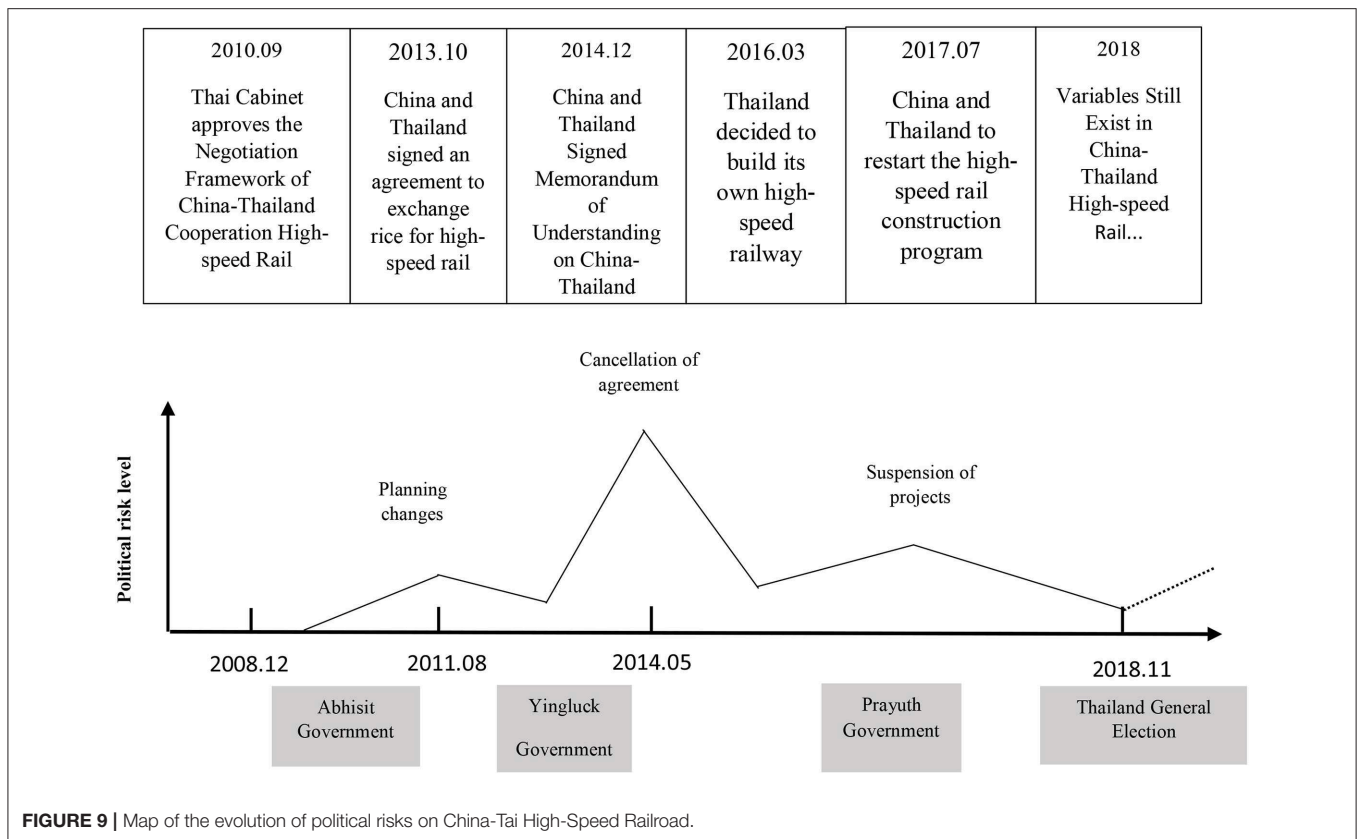 2010.09
Thai Cabinet
approves the
Negotiation
Framework of
China-Thailand
Cooperation High-
speed Rail
2013.10
China and
Thailand
signed an
agreement to
exchange
rice for high-
speed rail
2014.12
China and
Thailand
Signed
Memorandum
of
Understanding
on China-
Thailand
2016.03
Thailand
decided to
build its
own high-
speed
railway
2017.07
China and
Thailand to
restart the high-
speed rail
construction
program
2018
Variables Still
Exist in
China-
Thailand
High-speed
Rail...
Cancellation of
agreement
Planning
changes
Suspension of
projects
Political risk level
2008.12
2011.08
2014.05
2018.11
Abhisit
Government
Yingluck
Government
Prayuth
Government
Thailand General
Election
FIGURE 9 | Map of the evolution of political risks on China-Tai High-Speed Railroad.